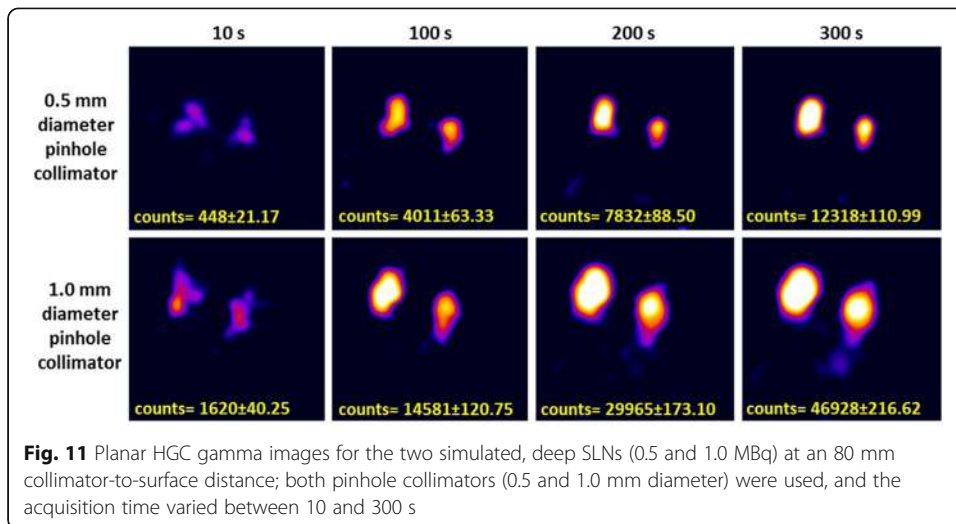 10 s 100 s 200 s 300 s
0.5 mm
diameter
pinhole
collimator
counts= 448±21.17 counts= 4011±63.33 counts= 7832±88.50 counts= 12318±110.99
1.0 mm
diameter
pinhole
collimator
counts= 1620±40.25 counts= 14581±120.75 counts= 29965±173.10 counts= 46928±216.62
Fig. 11 Planar HGC gamma images for the two simulated, deep SLNs (0.5 and 1.0 MBq) at an 80 mm
collimator-to-surface distance; both pinhole collimators (0.5 and 1.0 mm diameter) were used, and the
acquisition time varied between 10 and 300 s